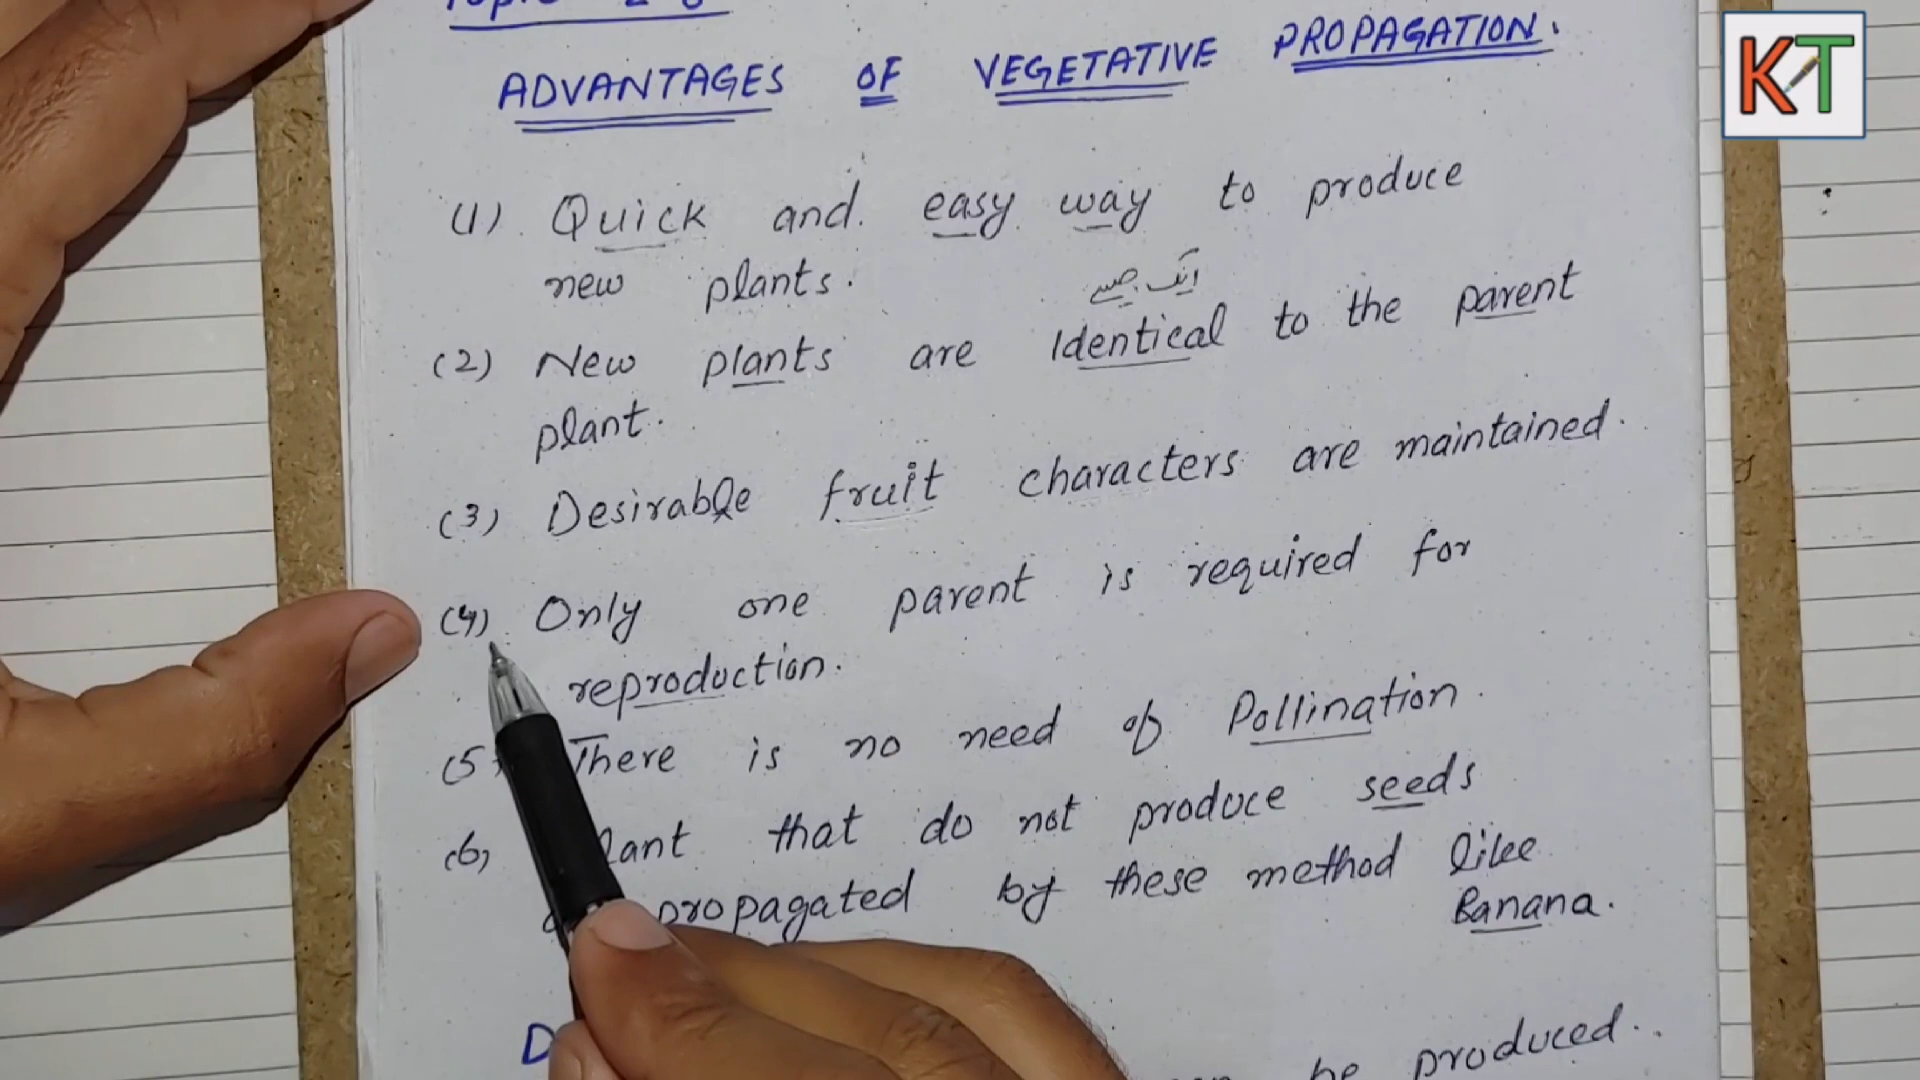 ADVANTAGES OF VEGETATIVE PROPAGATION.
KT
(1) Quick and easy way to produce
new plants.
ایک جیسے
(2) New plants are Identical to the parent
plant.
(3) Desirable fruit characters are maintained.
(4) Only one parent is required for
reproduction.
(5) There is no need of Pollination.
(6) that do not produce seeds
propagated by these method like
Banana.
be produced..